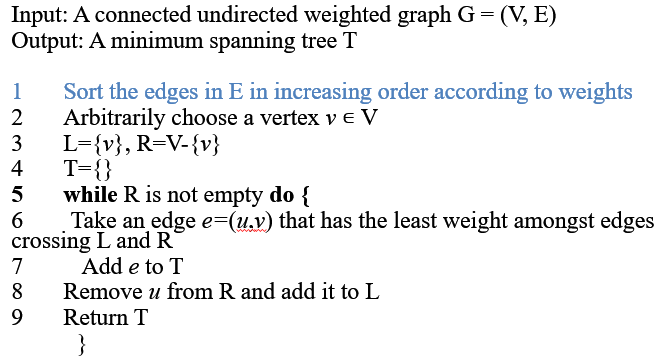 Input: A connected undirected weighted graph G = (V, E)
Output: A minimum spanning tree T
1 Sort the edges in E in increasing order according to weights
2 Arbitrarily choose a vertex v ϵ V
3 L={v}, R=V-{v}
4 T={}
5 while R is not empty do {
6 Take an edge e=(u,v) that has the least weight amongst edges
crossing L and R
7 Add e to T
8 Remove u from R and add it to L
9 Return T
}